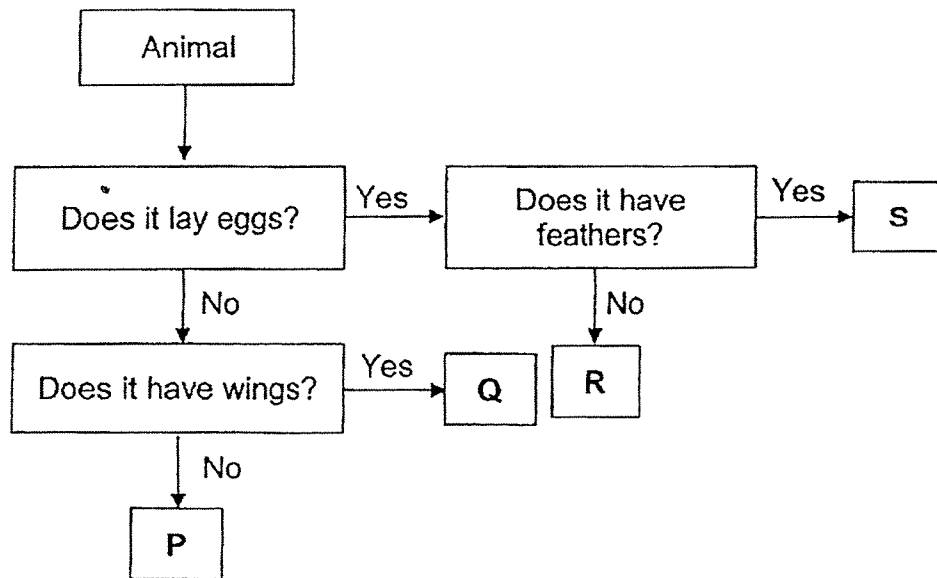 Animal
Does it lay eggs?
Yes
Does it have
feathers?
Yes
S
No
No
Does it have wings?
Yes
Q
R
No
P